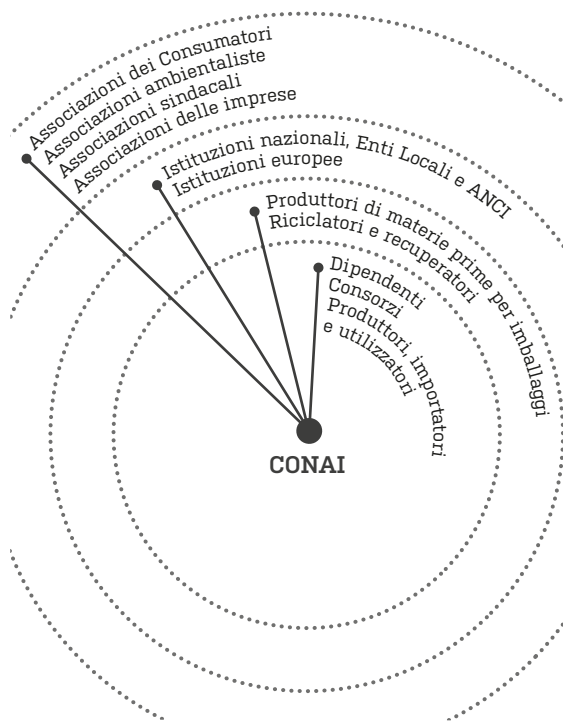 Associazioni dei Consumatori
Associazioni ambientaliste
Associazioni sindacali
Associazioni delle imprese
Istituzioni nazionali, Enti Locali e ANCI
Istituzioni europee
Produttori di materie prime per imballaggi
Riciclatori e recuperatori
Dipendenti
Consorzi
Produttori, importatori
e utilizzatori
CONAI